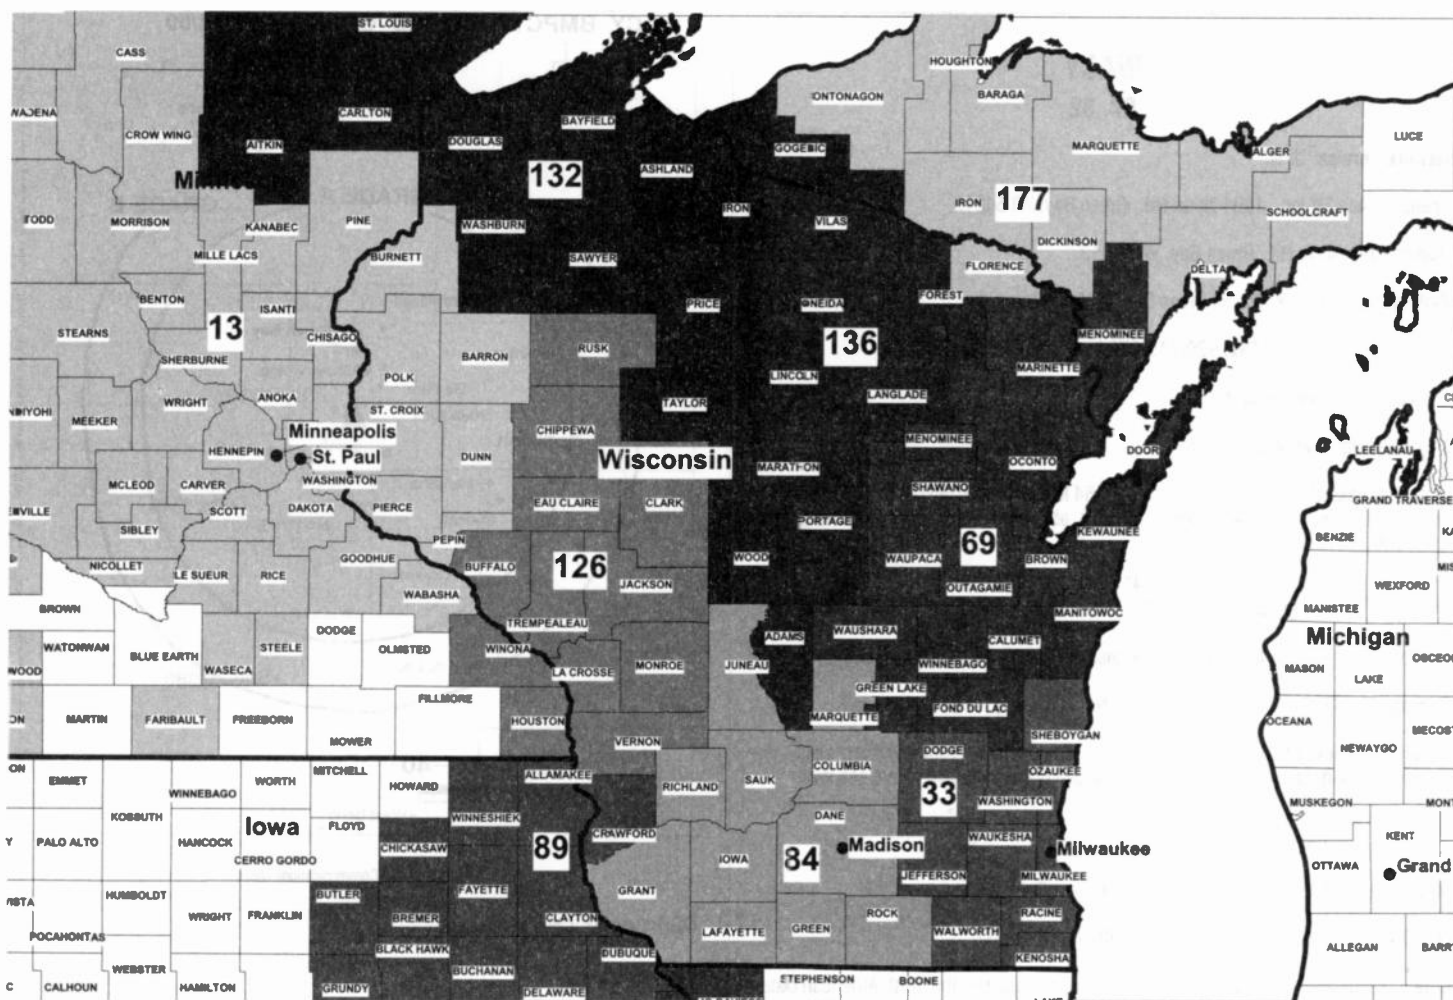 ST. LOUIS
CASS
HOUGHTON
BARAGA
ONTONAGON
WADENA
CROW WING
CARLTON
AITKIN
DOUGLAS
BAYFIELD
GOGEBIC
MARQUETTE
ALGER
LUCE
132
ASHLAND
177
IRON
TODD
MORRISON
KANABEC
PINE
WASHBURN
IRON
VILAS
SCHOOLCRAFT
DICKINSON
MILLE LACS
BURNETT
SAWYER
FLORENCE
DELTA
BENTON
ISANTI
PRICE
ONEIDA
FOREST
STEARNS
13
CHISAGO
136
MENOMINEE
SHERBURNE
BARRON
RUSK
POLK
LINCOLN
MARINETTE
WRIGHT
ANOKA
ST. CROIX
TAYLOR
LANGLADE
MEEKER
Minneapolis
CHIPPEWA
MENOMINEE
HENNEPIN
St. Paul
DUNN
Wisconsin
MARATHON
OCONTO
DOOR
LEELANAU
MCLEOD
CARVER
WASHINGTON
SHAWANO
SCOTT
DAKOTA
PIERCE
EAU CLAIRE
CLARK
GRAND TRAVERSE
SIBLEY
PORTAGE
KEWAUNEE
BENZIE
PEPIN
69
NICOLLET
LE SUEUR
RICE
GOODHUE
BUFFALO
126
JACKSON
WOOD
WAUPACA
BROWN
WEXFORD
OUTAGAMIE
BROWN
WABASHA
MANISTEE
TREMPEALEAU
MANITOWOC
DODGE
ADAMS
WAUSHARA
CALUMET
Michigan
WATONWAN
BLUE EARTH
STEELE
OLMSTED
WINONA
WASECA
LA CROSSE
MONROE
JUNEAU
WINNEBAGO
MASON
LAKE
FILLMORE
GREEN LAKE
FOND DU LAC
MARTIN
FARIBAULT
FREEBORN
HOUSTON
MARQUETTE
OCEANA
MOWER
VERNON
SHEBOYGAN
NEWAYGO
DODGE
EMMET
WORTH
MITCHELL
HOWARD
ALLAMAKEE
RICHLAND
SAUK
COLUMBIA
OZAUKEE
WINNEBAGO
33
WASHINGTON
MUSKEGON
KOSSUTH
Iowa
FLOYD
WINNESHIEK
DANE
PALO ALTO
HANCOCK
CHICKASAW
89
CRAWFORD
WAUKESHA
KENT
CERRO GORDO
IOWA
84
Madison
Milwaukee
OTTAWA
Grand
HUMBOLDT
BUTLER
FAYETTE
GRANT
JEFFERSON
MILWAUKEE
WRIGHT
FRANKLIN
BREMER
CLAYTON
ROCK
RACINE
POCAHONTAS
BLACK HAWK
DUBUQUE
LAFAYETTE
GREEN
WALWORTH
ALLEGAN
WEBSTER
BUCHANAN
KENOSHA
CALHOUN
HAMILTON
GRUNDY
DELAWARE
STEPHENSON
BOONE